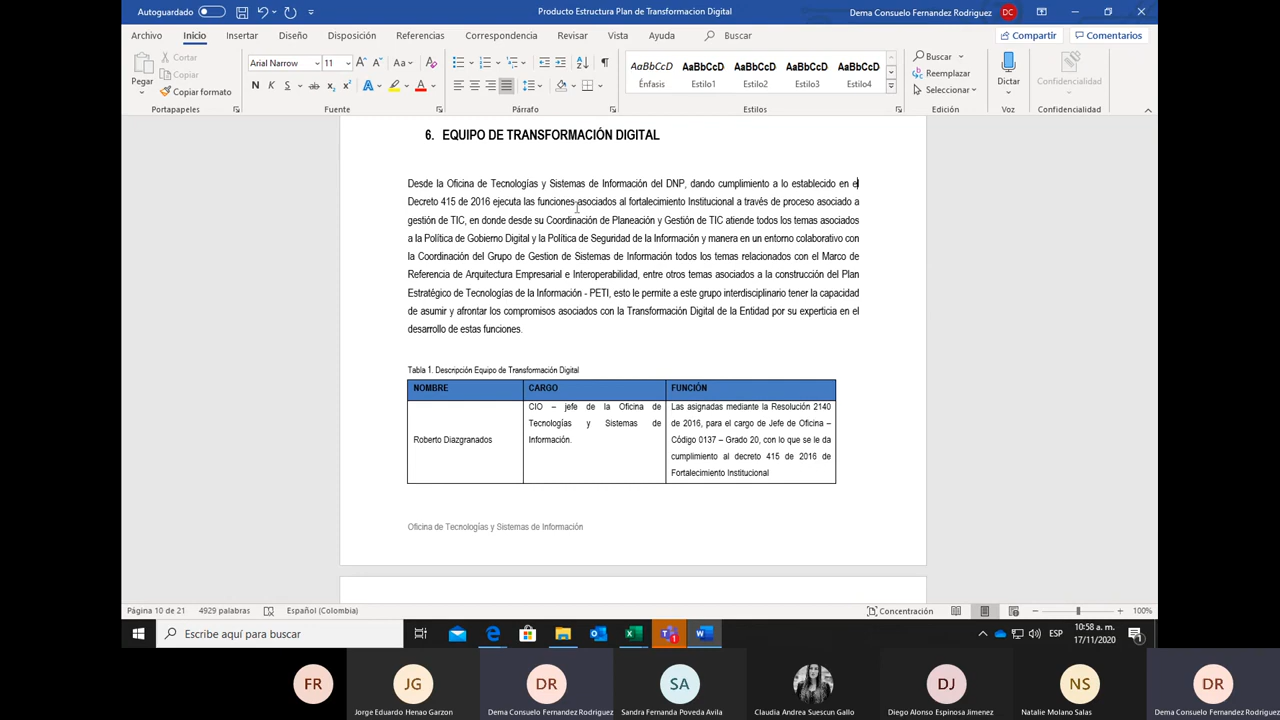 Autoguardado
Producto Estructura Plan de Transformacion Digital
Dema Consuelo Fernandez Rodriguez
DC
Archivo Inicio Insertar Diseño Disposición Referencias Correspondencia Revisar Vista Ayuda Buscar
Compartir Comentarios
Pegar
Cortar
Copiar
Copiar formato
Portapapeles
Arial Narrow 11
Aa
N K S
Fuente
Párrafo
AaBbCcD AaBbCcD AaBbCcD AaBbCcD AaBbCcD
Énfasis Estilo1 Estilo2 Estilo3 Estilo4
Estilos
Buscar
Reemplazar
Seleccionar
Edición
Dictar
Voz
Confidencialidad
Confidencialidad
6. EQUIPO DE TRANSFORMACIÓN DIGITAL
Desde la Oficina de Tecnologías y Sistemas de Información del DNP, dando cumplimiento a lo establecido en el
Decreto 415 de 2016 ejecuta las funciones asociados al fortalecimiento Institucional a través de proceso asociado a
gestión de TIC, en donde desde su Coordinación de Planeación y Gestión de TIC atiende todos los temas asociados
a la Política de Gobierno Digital y la Política de Seguridad de la Información y manera en un entorno colaborativo con
la Coordinación del Grupo de Gestion de Sistemas de Información todos los temas relacionados con el Marco de
Referencia de Arquitectura Empresarial e Interoperabilidad, entre otros temas asociados a la construcción del Plan
Estratégico de Tecnologías de la Información - PETI, esto le permite a este grupo interdisciplinario tener la capacidad
de asumir y afrontar los compromisos asociados con la Transformación Digital de la Entidad por su experticia en el
desarrollo de estas funciones.
Tabla 1. Descripción Equipo de Transformación Digital
NOMBRE CARGO FUNCIÓN
Roberto Diazgranados
CIO – jefe de la Oficina de
Tecnologías y Sistemas de
Información.
Las asignadas mediante la Resolución 2140
de 2016, para el cargo de Jefe de Oficina –
Código 0137 – Grado 20, con lo que se le da
cumplimiento al decreto 415 de 2016 de
Fortalecimiento Institucional
Oficina de Tecnologías y Sistemas de Información
Página 10 de 21 4929 palabras Español (Colombia)
Concentración
100%
Escribe aquí para buscar
ESP
10:58 a. m.
17/11/2020
FR
JG
Jorge Eduardo Henao Garzon
DR
Dema Consuelo Fernandez Rodriguez
SA
Sandra Fernanda Poveda Avila
Claudia Andrea Suescun Gallo
DJ
Diego Alonso Espinosa Jimenez
NS
Natalie Molano Salas
DR
Dema Consuelo Fernandez Rodriguez